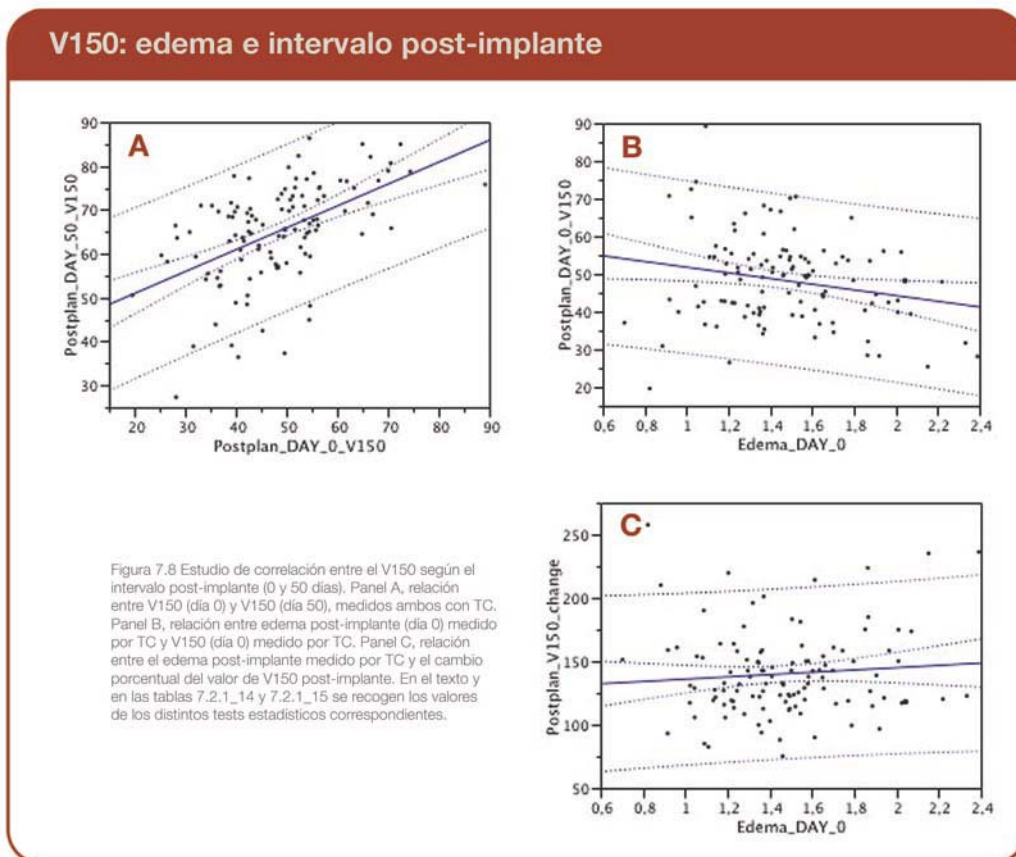 V150: edema e intervalo post-implante
A
90
80
70
60
50
40
30
Postplan_DAY_50_V150
20 30 40 50 60 70 80 90
Postplan_DAY_0_V150
B
90
80
70
60
50
40
30
20
Postplan_DAY_0_V150
0,6 0,8 1 1,2 1,4 1,6 1,8 2 2,2 2,4
Edema_DAY_0
Figura 7.8 Estudio de correlación entre el V150 según el
intervalo post-implante (0 y 50 días). Panel A, relación
entre V150 (día 0) y V150 (día 50), medidos ambos con TC.
Panel B, relación entre edema post-implante (día 0) medido
por TC y V150 (día 0) medido por TC. Panel C, relación
entre el edema post-implante medido por TC y el cambio
porcentual del valor de V150 post-implante. En el texto y
en las tablas 7.2.1_14 y 7.2.1_15 se recogen los valores
de los distintos tests estadísticos correspondientes.
C
250
200
150
100
50
Postplan_V150_change
0,6 0,8 1 1,2 1,4 1,6 1,8 2 2,2 2,4
Edema_DAY_0